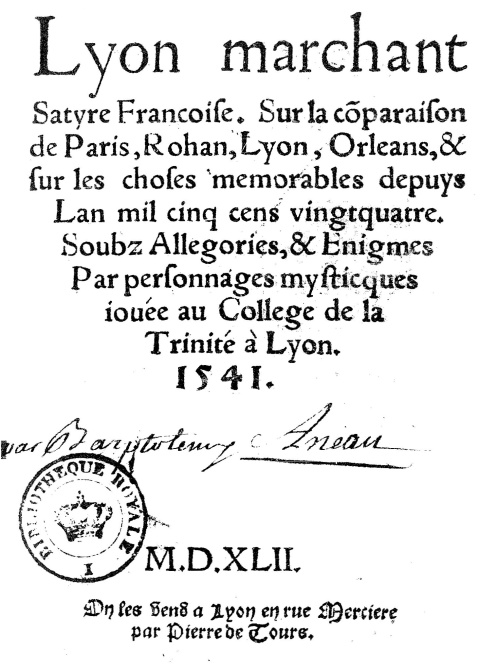 Lyon marchant
Satyre Francoiſe. Sur la cõparaiſon
de Paris, Rohan, Lyon, Orleans, &
ſur les choſes memorables depuys
Lan mil cinq cens vingtquatre.
Soubz Allegories, & Enigmes
Par perſonnages myſticques
iouée au College de la
Trinité à Lyon.
1541.
par Barptolemy Aneau
BIBLIOTHEQUE ROYALE
I
M.D.XLII.
On les vend a Lyon en rue Merciere
par Pierre de Tours.